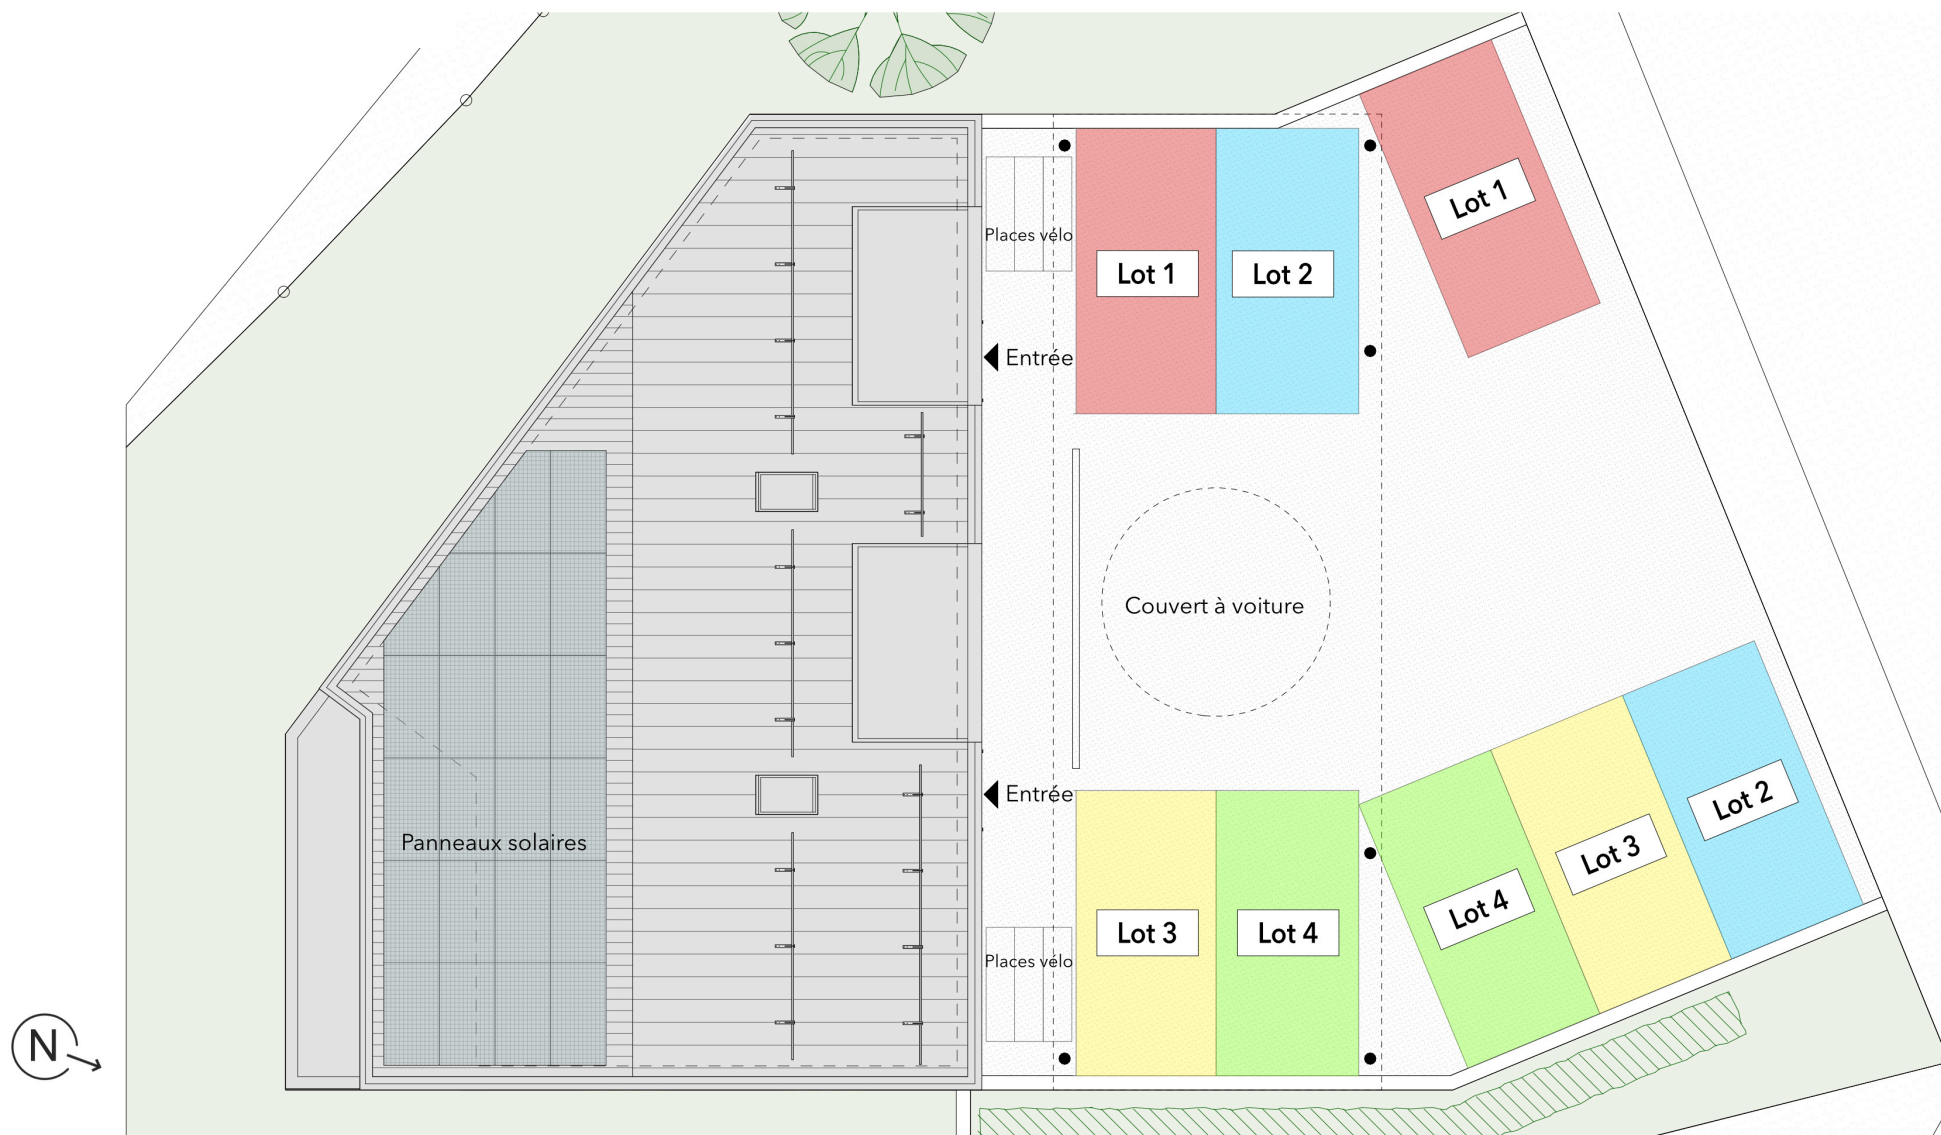 Lot 1
Places vélo
Lot 1
Lot 2
Entrée
Couvert à voiture
Entrée
Lot 2
Panneaux solaires
Lot 3
Lot 4
Lot 3
Lot 4
Places vélo
N